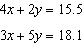 4x + 2y = 15.5
3x + 5y = 18.1